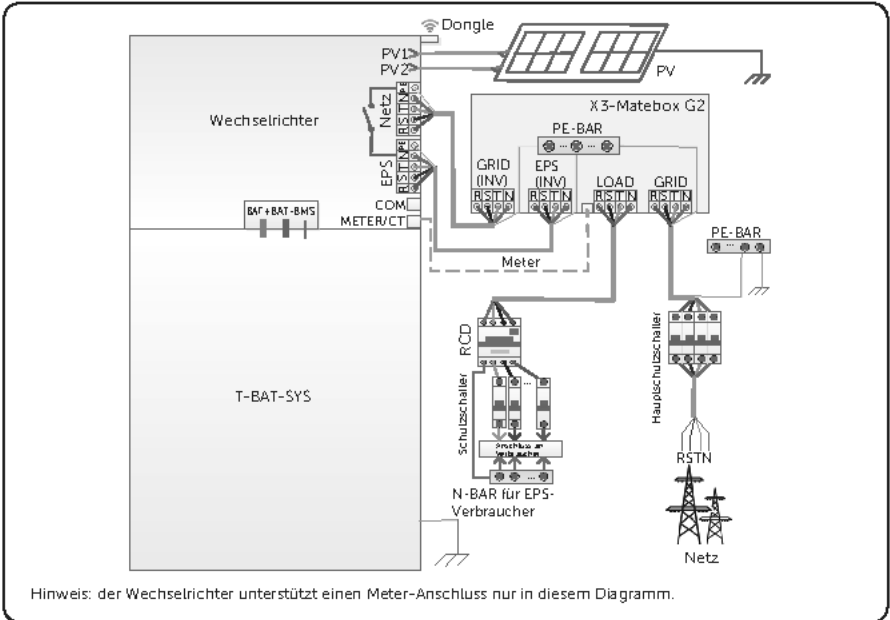 Dongle
PV1
PV2
PV
Wechselrichter
Netz
R S T N PE
EPS
R S T N PE
COM
METER/CT
BAT+BAT-BMS
X3-Matebox G2
PE-BAR
GRID
(INV)
RSTN
EPS
(INV)
RSTN
LOAD
RSTN
GRID
RSTN
PE-BAR
Meter
RCD
Schutzschalter
Hauptschutzschalter
T-BAT-SYS
N-BAR für EPS-
Verbraucher
RSTN
Netz
Hinweis: der Wechselrichter unterstützt einen Meter-Anschluss nur in diesem Diagramm.